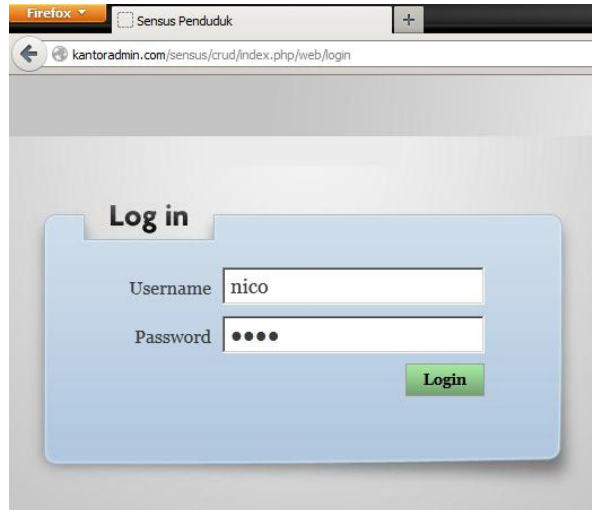 Firefox
Sensus Penduduk
kantoradmin.com/sensus/crud/index.php/web/login
Log in
Username nico
Password ••••
Login